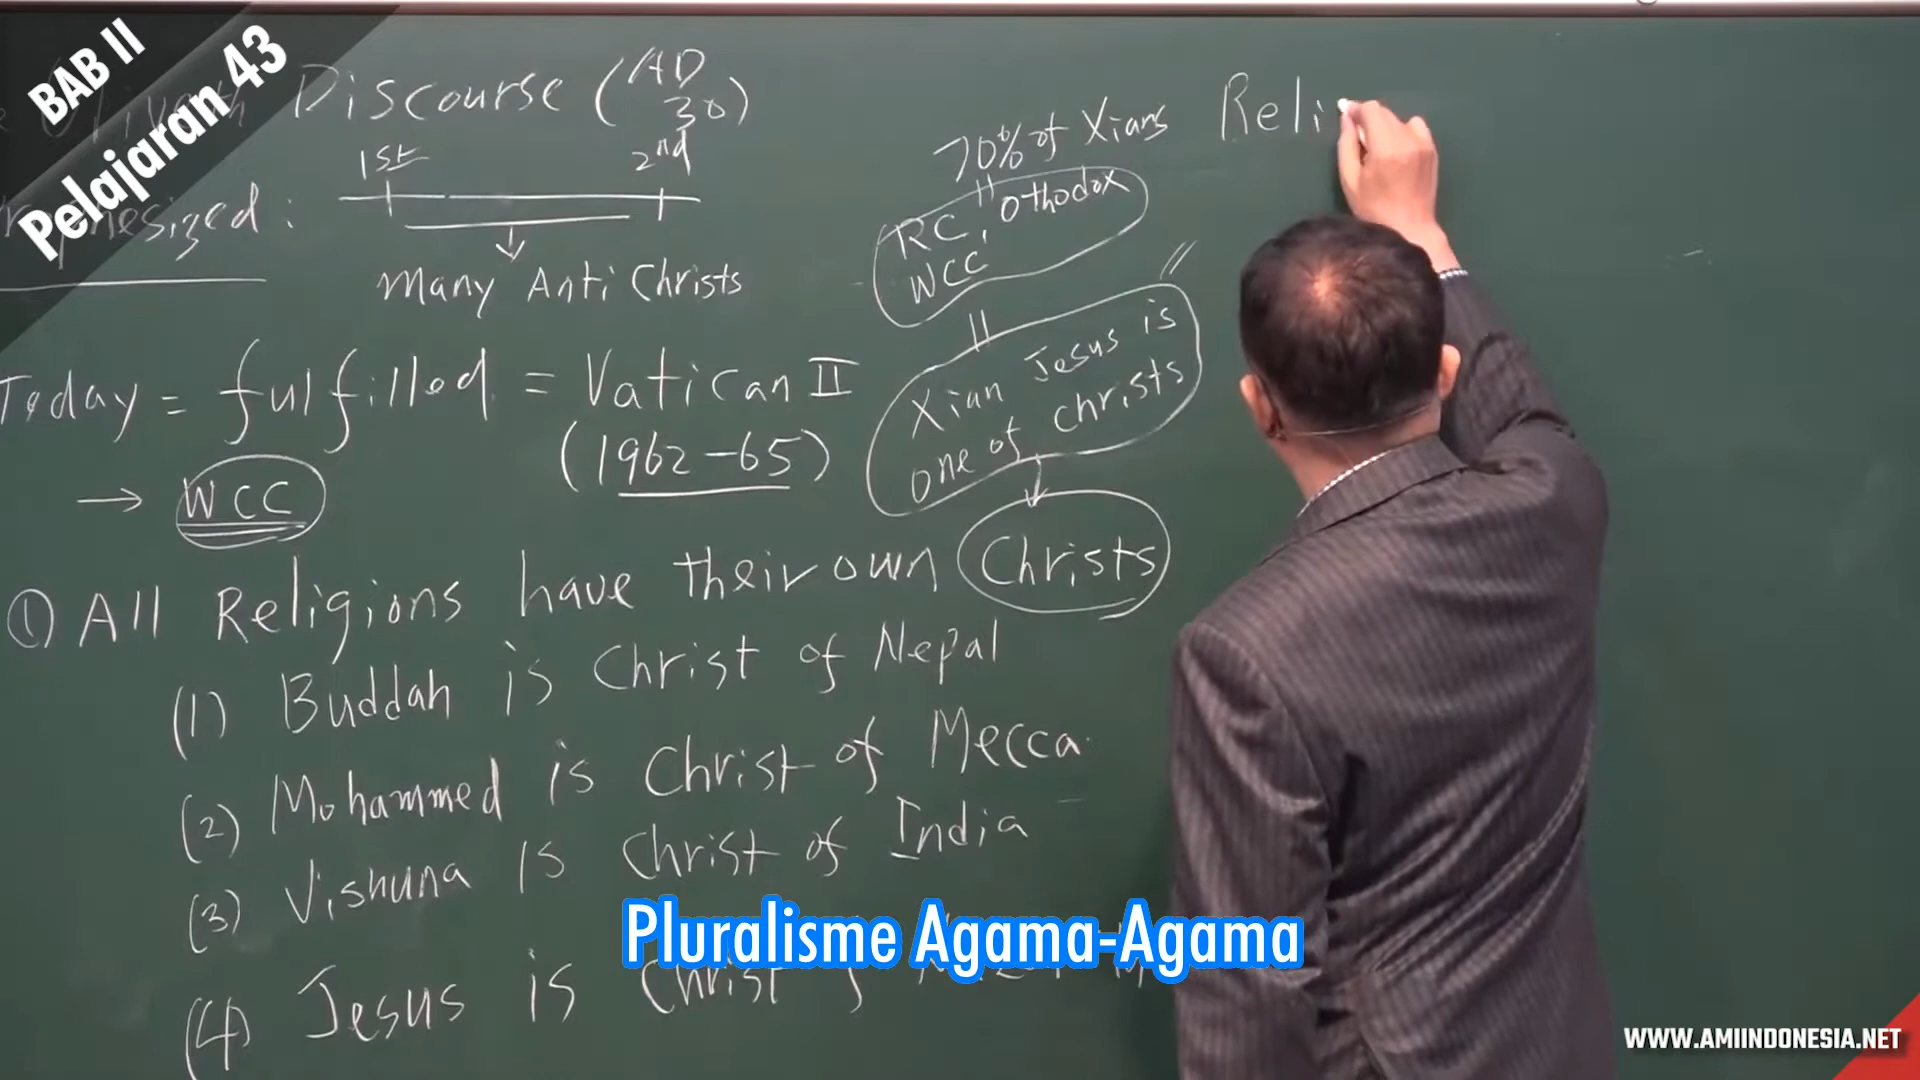 BAB II
Pelajaran 43
Discourse (AD 30)
1st 2nd
Many Anti Christs
Today = fulfilled = Vatican II
(1962-65)
→ WCC
70% of Xians
RC, Orthodox
WCC
Xian Jesus is
one of christs
① All Religions have their own Christs
(1) Buddah is Christ of Nepal
(2) Mohammed is Christ of Mecca
(3) Vishuna is Christ of India
(4) Jesus is Christ
Reli
Pluralisme Agama-Agama
WWW.AMIINDONESIA.NET